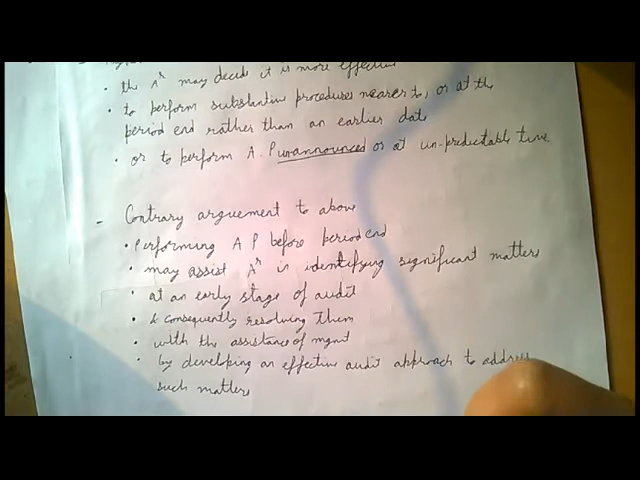 • the Aʳ may decid it is more effective
• to perform substantive procedures nearer to, or at the
period end rather than an earlier date
• or to perform A.P unannounced or at un-predictable time
- Contrary arguement to above
• Performing A P before period end
• may assist Aʳ is identifying significant matters
• at an early stage of audit
• & consequently resolving them
• with the assistance of mgmt
• by developing an effective audit approach to address
such matters